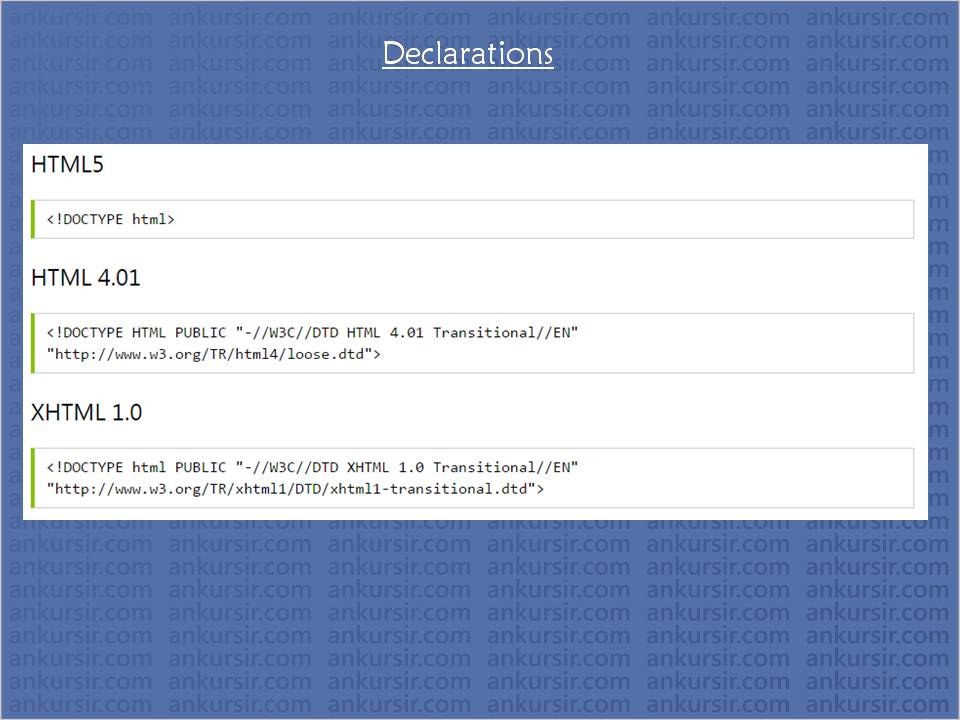 Declarations
HTML5
<!DOCTYPE html>
HTML 4.01
<!DOCTYPE HTML PUBLIC "-//W3C//DTD HTML 4.01 Transitional//EN"
"http://www.w3.org/TR/html4/loose.dtd">
XHTML 1.0
<!DOCTYPE html PUBLIC "-//W3C//DTD XHTML 1.0 Transitional//EN"
"http://www.w3.org/TR/xhtml1/DTD/xhtml1-transitional.dtd">
ankursir.com